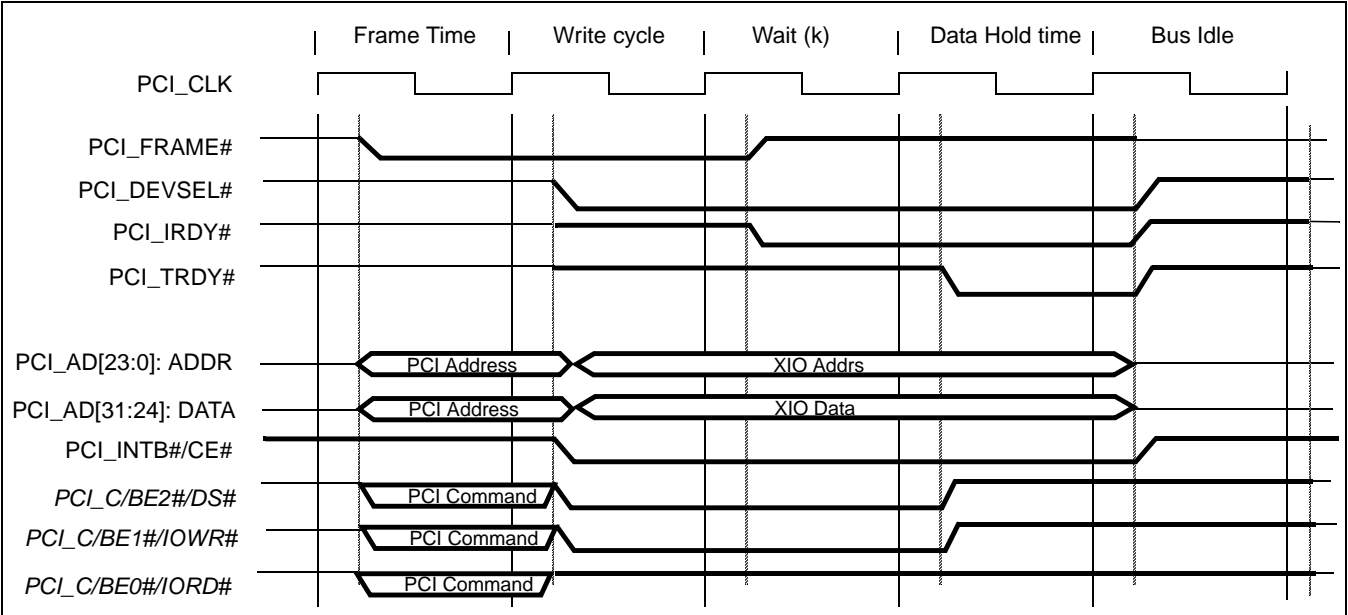 Frame Time Write cycle Wait (k) Data Hold time Bus Idle
PCI_CLK
PCI_FRAME#
PCI_DEVSEL#
PCI_IRDY#
PCI_TRDY#
PCI_AD[23:0]: ADDR PCI Address XIO Addrs
PCI_AD[31:24]: DATA PCI Address XIO Data
PCI_INTB#/CE#
PCI_C/BE2#/DS# PCI Command
PCI_C/BE1#/IOWR# PCI Command
PCI_C/BE0#/IORD# PCI Command